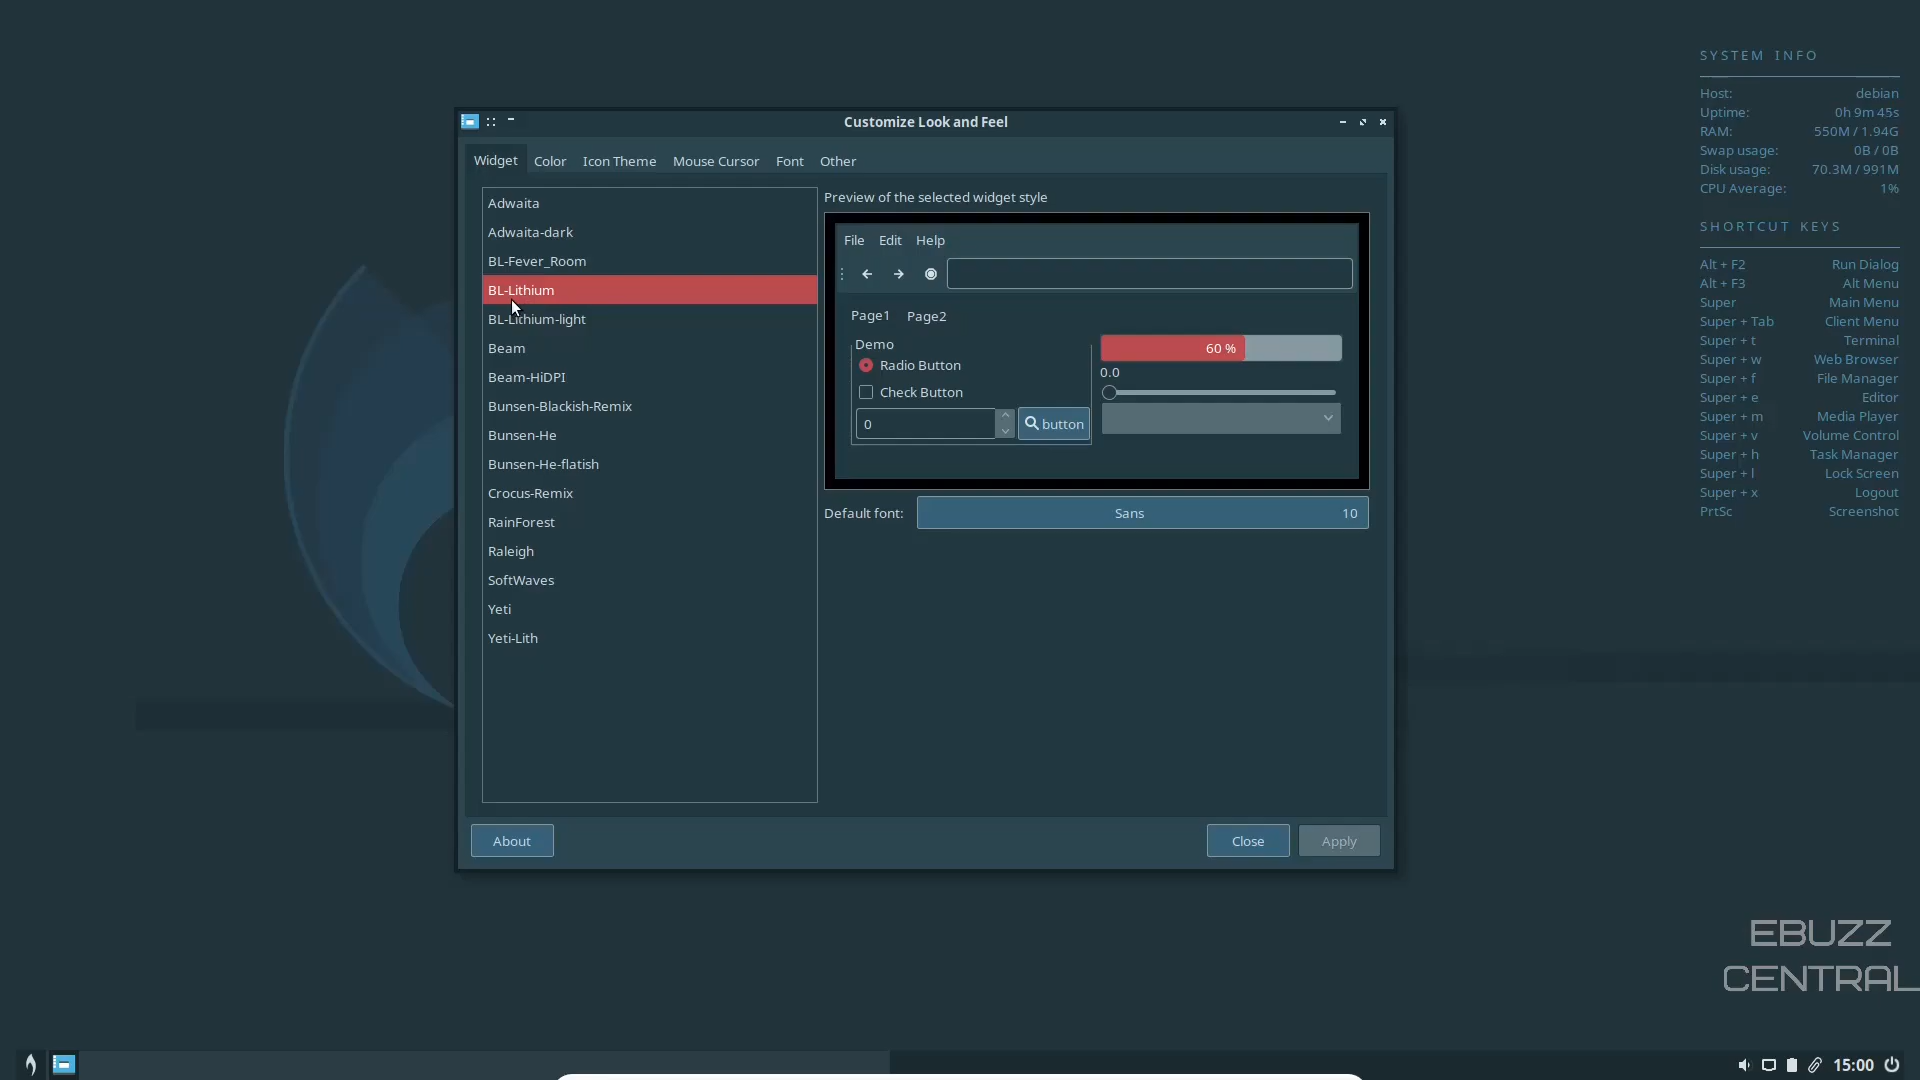 Customize Look and Feel
Widget Color Icon Theme Mouse Cursor Font Other
Adwaita
Adwaita-dark
BL-Fever_Room
BL-Lithium
BL-Lithium-light
Beam
Beam-HiDPI
Bunsen-Blackish-Remix
Bunsen-He
Bunsen-He-flatish
Crocus-Remix
RainForest
Raleigh
SoftWaves
Yeti
Yeti-Lith
Preview of the selected widget style
File Edit Help
Page1 Page2
Demo
Radio Button
Check Button
0
button
60 %
0.0
Default font: Sans 10
About Close Apply
SYSTEM INFO
Host: debian
Uptime: 0h 9m 45s
RAM: 550M / 1.94G
Swap usage: 0B / 0B
Disk usage: 70.3M / 991M
CPU Average: 1%
SHORTCUT KEYS
Alt + F2 Run Dialog
Alt + F3 Alt Menu
Super Main Menu
Super + Tab Client Menu
Super + t Terminal
Super + w Web Browser
Super + f File Manager
Super + e Editor
Super + m Media Player
Super + v Volume Control
Super + h Task Manager
Super + l Lock Screen
Super + x Logout
PrtSc Screenshot
EBUZZ
CENTRAL
15:00